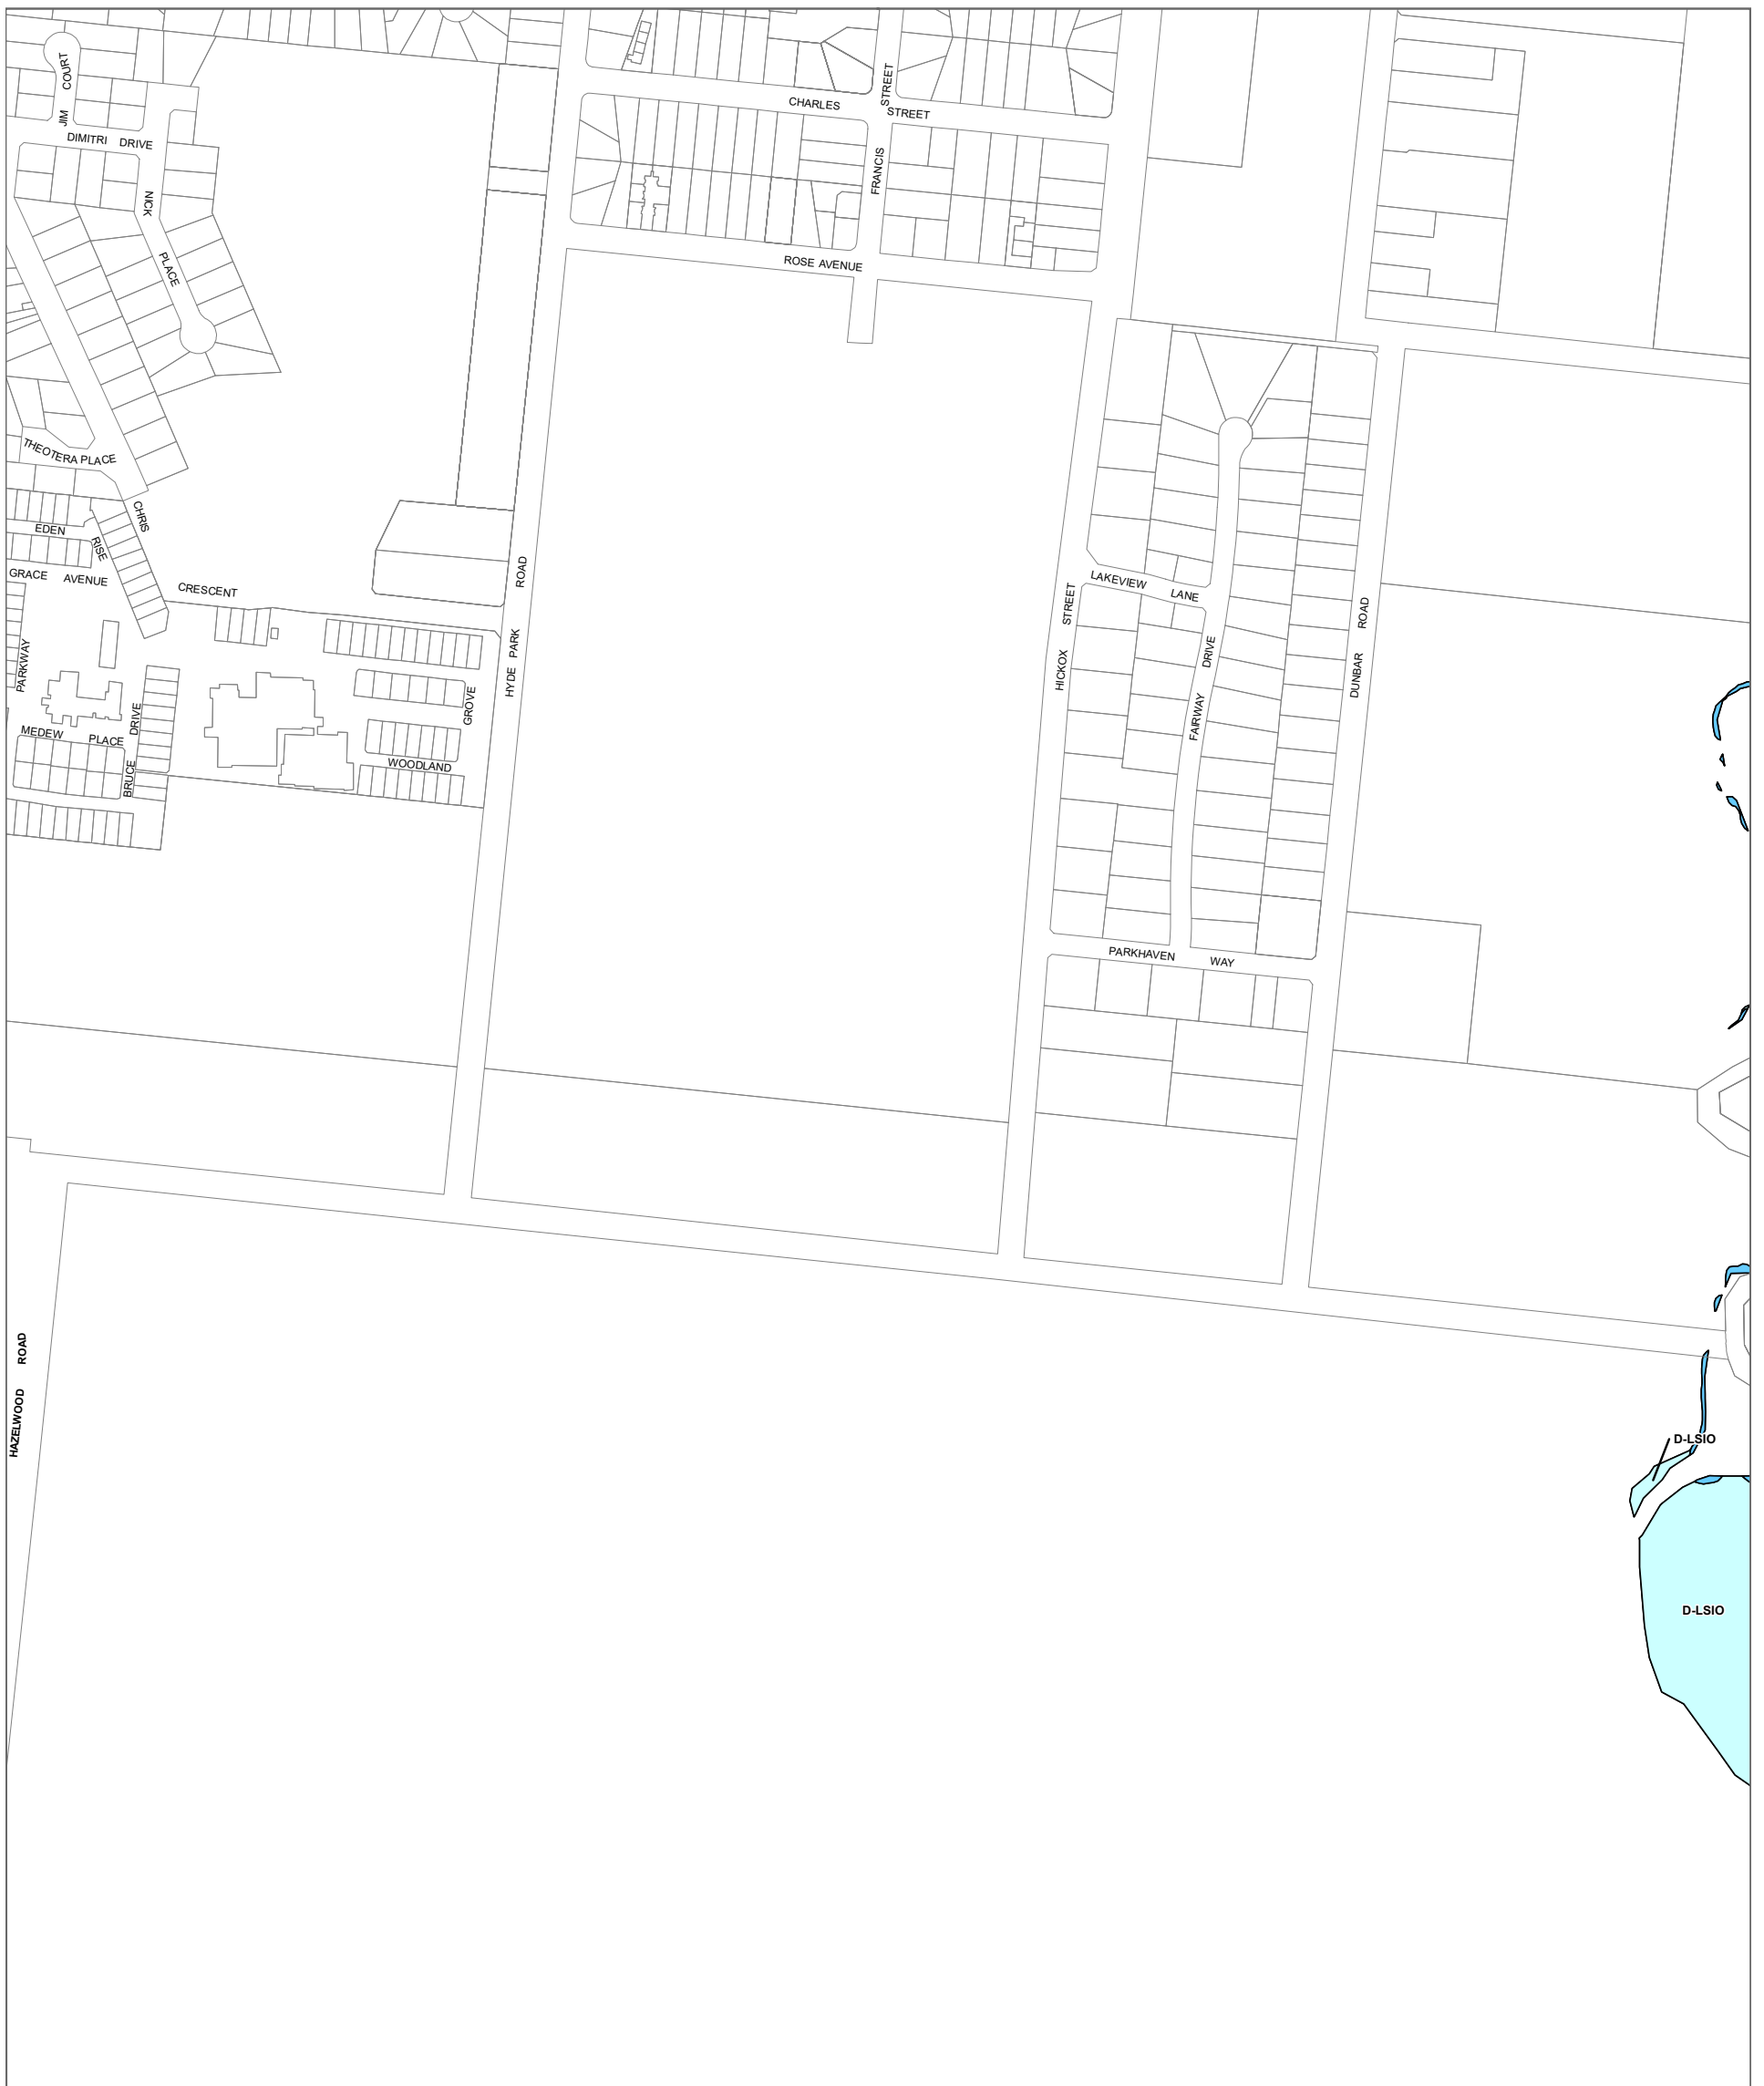 JIM COURT
CHARLES STREET
FRANCIS STREET
DIMITRI DRIVE
NICK PLACE
ROSE AVENUE
THEOTERA PLACE
CHRIS CRESCENT
EDEN RISE
GRACE AVENUE
HYDE PARK ROAD
HICKOX STREET
LAKEVIEW LANE
FAIRWAY DRIVE
DUNBAR ROAD
PARKWAY
GROVE
BRUCE DRIVE
MEDEW PLACE
WOODLAND
PARKHAVEN WAY
HAZELWOOD ROAD
D-LSIO
D-LSIO